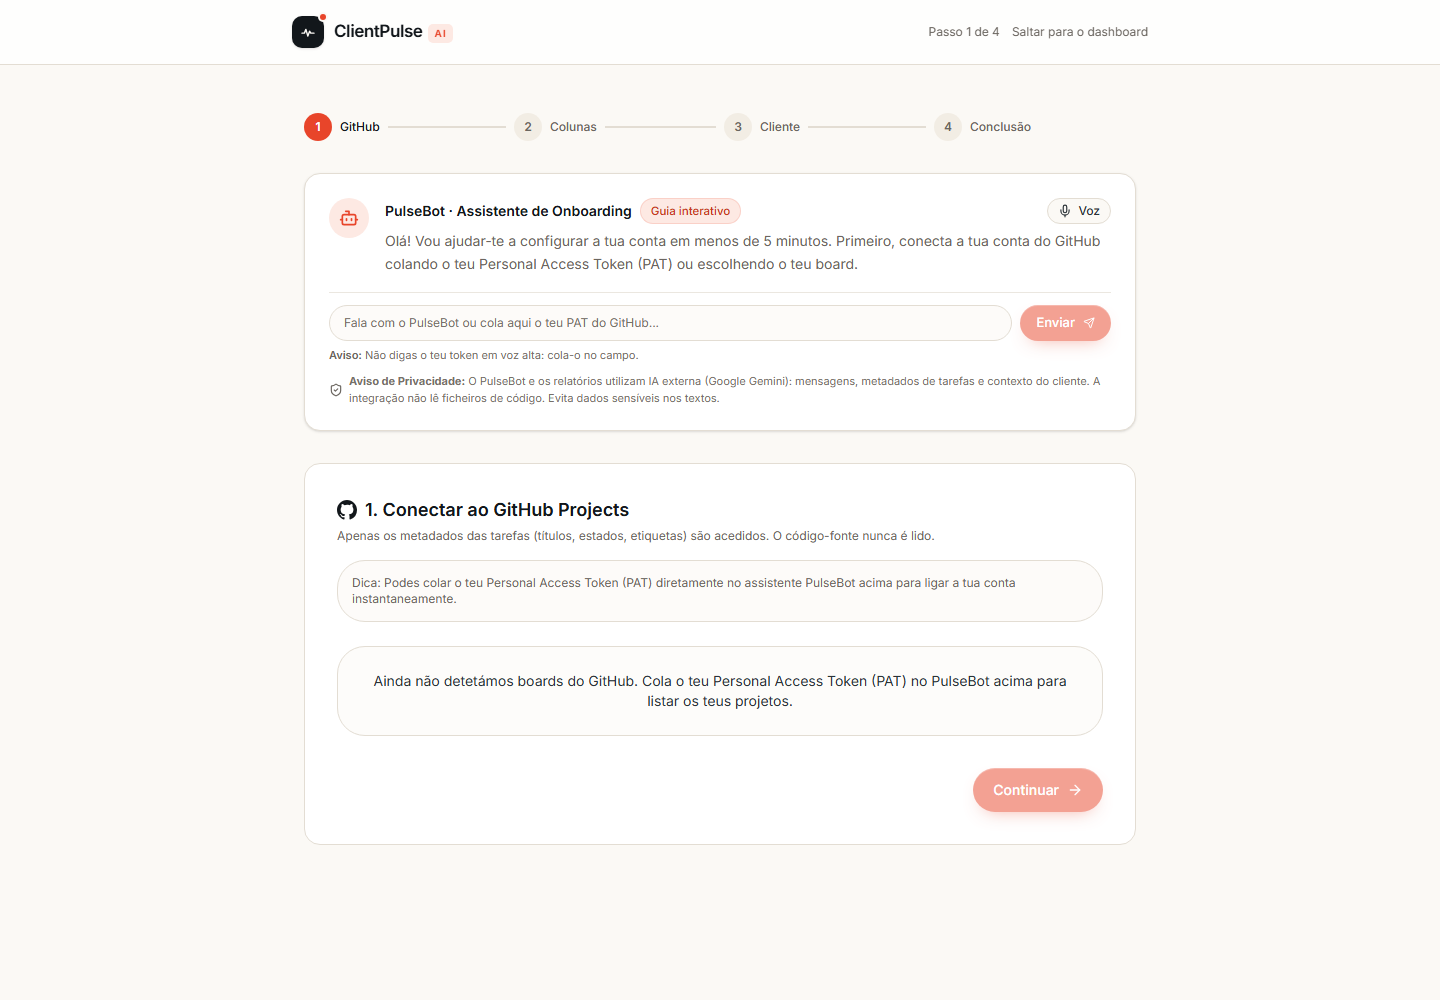 ClientPulse AI
Passo 1 de 4 Saltar para o dashboard
1 GitHub 2 Colunas 3 Cliente 4 Conclusão
PulseBot · Assistente de Onboarding Guia interativo Voz
Olá! Vou ajudar-te a configurar a tua conta em menos de 5 minutos. Primeiro, conecta a tua conta do GitHub
colando o teu Personal Access Token (PAT) ou escolhendo o teu board.
Fala com o PulseBot ou cola aqui o teu PAT do GitHub... Enviar
Aviso: Não digas o teu token em voz alta: cola-o no campo.
Aviso de Privacidade: O PulseBot e os relatórios utilizam IA externa (Google Gemini): mensagens, metadados de tarefas e contexto do cliente. A
integração não lê ficheiros de código. Evita dados sensíveis nos textos.
1. Conectar ao GitHub Projects
Apenas os metadados das tarefas (títulos, estados, etiquetas) são acedidos. O código-fonte nunca é lido.
Dica: Podes colar o teu Personal Access Token (PAT) diretamente no assistente PulseBot acima para ligar a tua conta
instantaneamente.
Ainda não detetámos boards do GitHub. Cola o teu Personal Access Token (PAT) no PulseBot acima para
listar os teus projetos.
Continuar